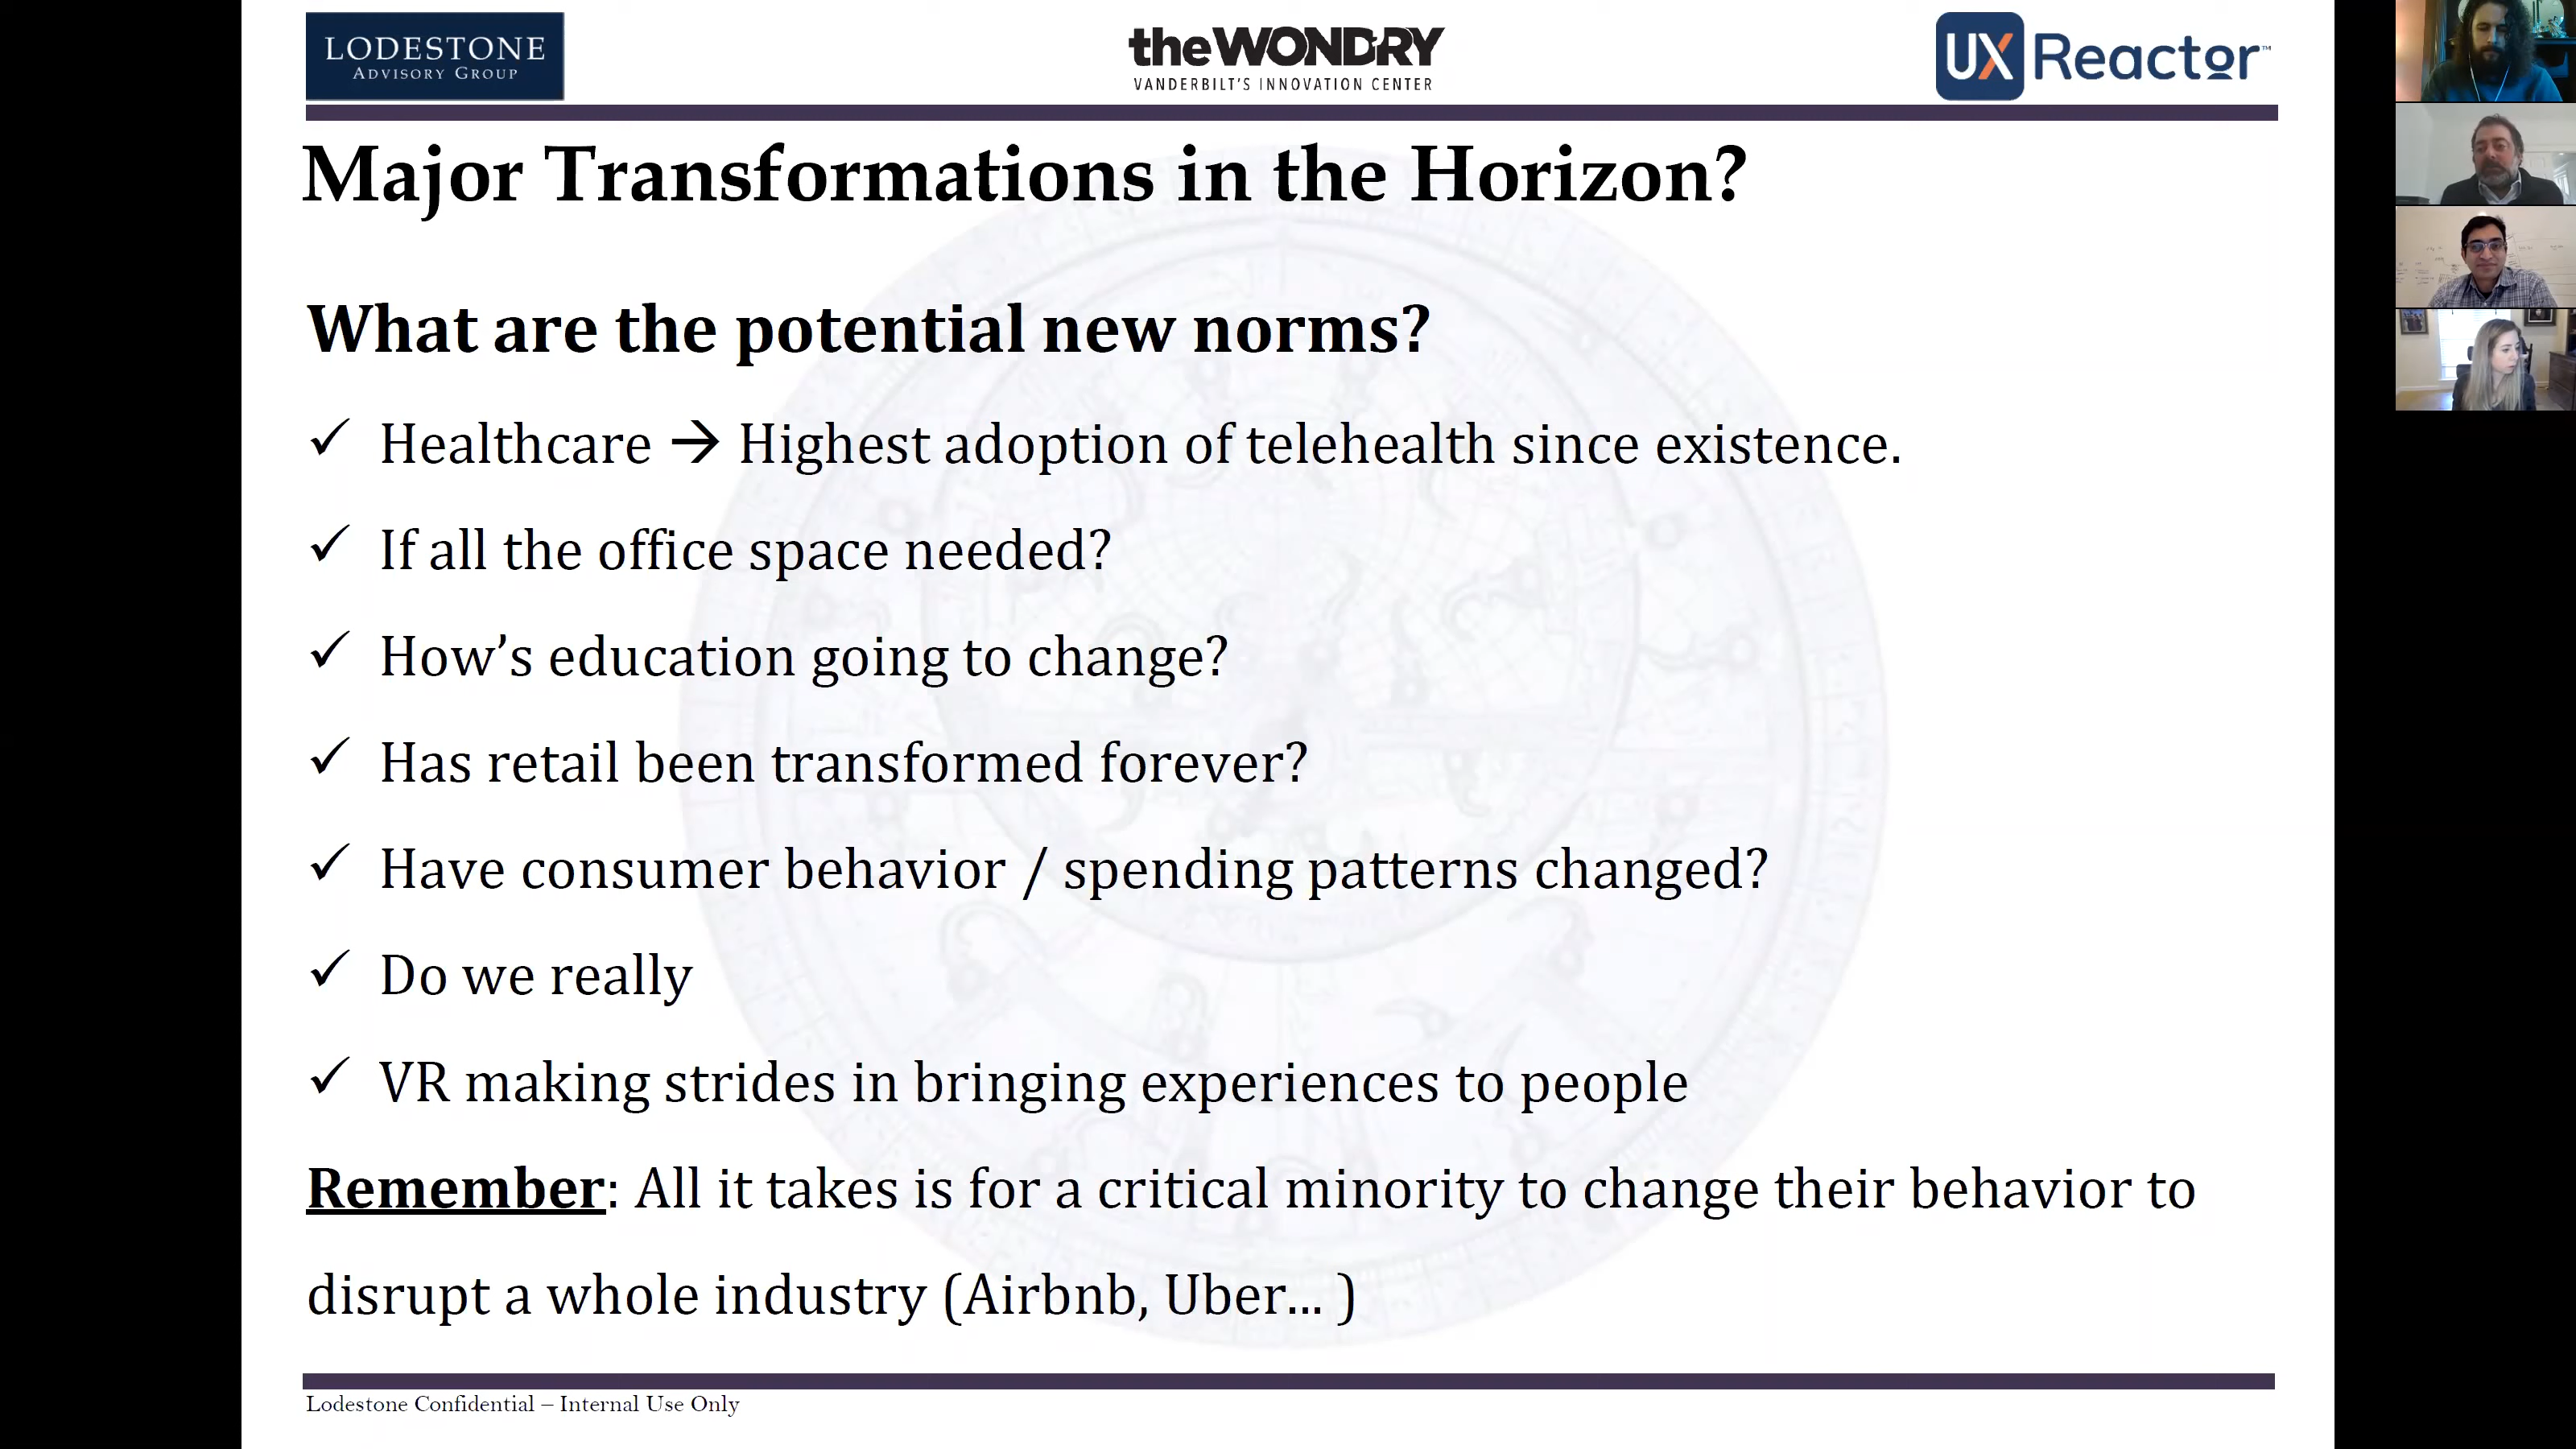 LODESTONE
ADVISORY GROUP
theWONDRY
VANDERBILT'S INNOVATION CENTER
UX Reactor™
Major Transformations in the Horizon?
What are the potential new norms?
✓ Healthcare → Highest adoption of telehealth since existence.
✓ If all the office space needed?
✓ How’s education going to change?
✓ Has retail been transformed forever?
✓ Have consumer behavior / spending patterns changed?
✓ Do we really
✓ VR making strides in bringing experiences to people
Remember: All it takes is for a critical minority to change their behavior to
disrupt a whole industry (Airbnb, Uber... )
Lodestone Confidential – Internal Use Only